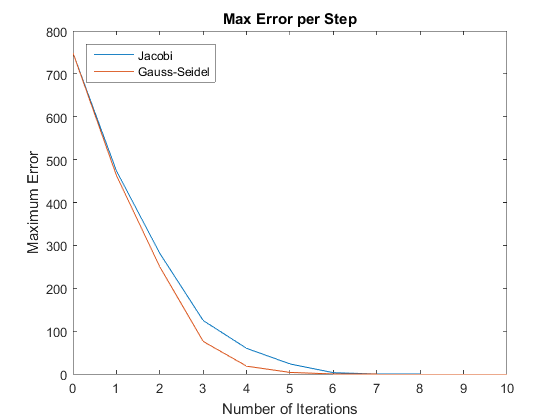 Max Error per Step
Jacobi
Gauss-Seidel
800
700
600
500
400
300
200
100
0
Maximum Error
0 1 2 3 4 5 6 7 8 9 10
Number of Iterations